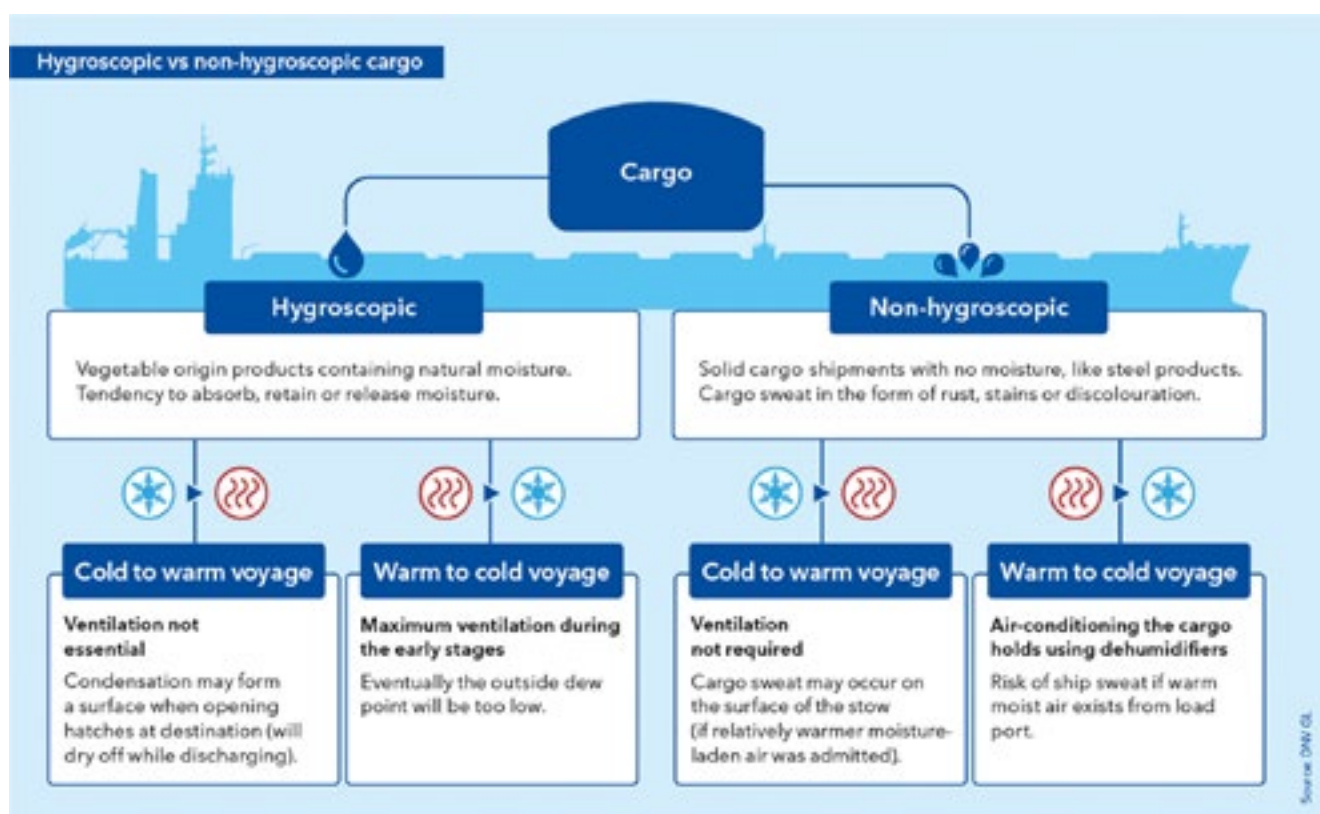 Hygroscopic vs non-hygroscopic cargo
Cargo
Hygroscopic
Vegetable origin products containing natural moisture.
Tendency to absorb, retain or release moisture.
Non-hygroscopic
Solid cargo shipments with no moisture, like steel products.
Cargo sweat in the form of rust, stains or discolouration.
Cold to warm voyage
Ventilation not
essential
Condensation may form
a surface when opening
hatches at destination (will
dry off while discharging).
Warm to cold voyage
Maximum ventilation during
the early stages
Eventually the outside dew
point will be too low.
Cold to warm voyage
Ventilation
not required
Cargo sweat may occur on
the surface of the stow
(if relatively warmer moisture-
laden air was admitted).
Warm to cold voyage
Air-conditioning the cargo
holds using dehumidifiers
Risk of ship sweat if warm
moist air exists from load
port.
Source: DNV GL